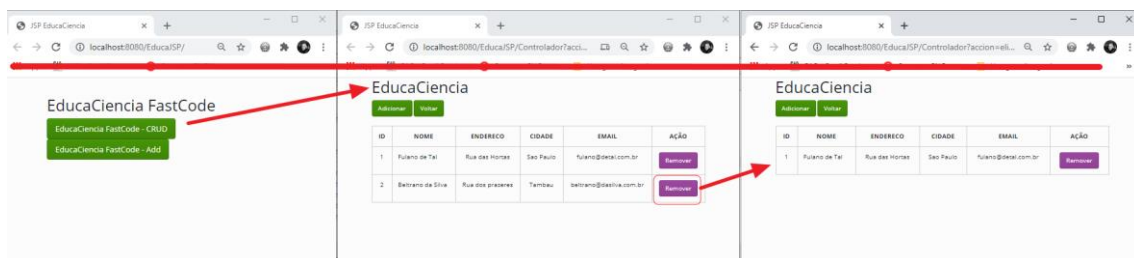 JSP EducaCiencia
localhost:8080/EducaJSP/
EducaCiencia FastCode
EducaCiencia FastCode - CRUD
EducaCiencia FastCode - Add
JSP EducaCiencia
localhost:8080/EducaJSP/Controlador?acci...
EducaCiencia
Adicionar Voltar
ID NOME ENDERECO CIDADE EMAIL AÇÃO
1 Fulano de Tal Rua das Hortas Sao Paulo fulano@detal.com.br Remover
2 Beltrano da Silva Rua dos prazeres Tambau beltrano@dasilva.com.br Remover
JSP EducaCiencia
localhost:8080/EducaJSP/Controlador?accion=eli...
EducaCiencia
Adicionar Voltar
ID NOME ENDERECO CIDADE EMAIL AÇÃO
1 Fulano de Tal Rua das Hortas Sao Paulo fulano@detal.com.br Remover